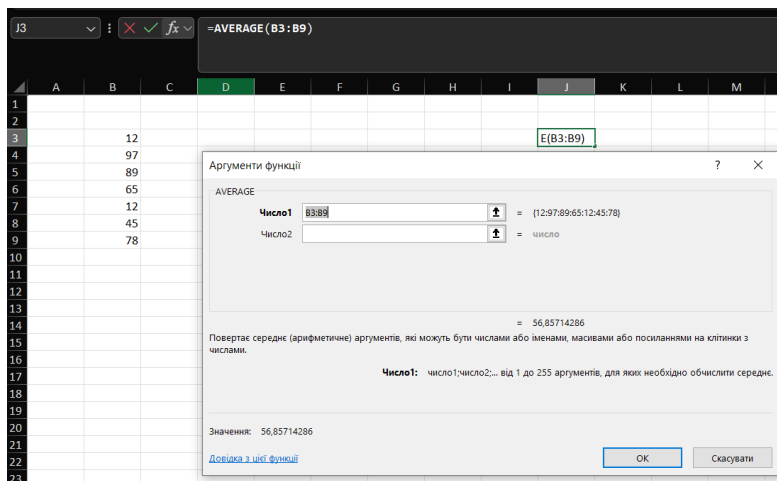 J3 fx =AVERAGE(B3:B9)
A B C D E F G H I J K L M
1
2
3 12 E(B3:B9)
4 97
5 89
6 65
7 12
8 45
9 78
10
11
12
13
14
15
16
17
18
19
20
21
22
23
Аргументи функції ? ×
AVERAGE
Число1 B3:B9 = {12:97:89:65:12:45:78}
Число2 = число
= 56,85714286
Повертає середнє (арифметичне) аргументів, які можуть бути числами або іменами, масивами або посиланнями на клітинки з
числами.
Число1: число1;число2;... від 1 до 255 аргументів, для яких необхідно обчислити середнє.
Значення: 56,85714286
Довідка з цієї функції OK Скасувати